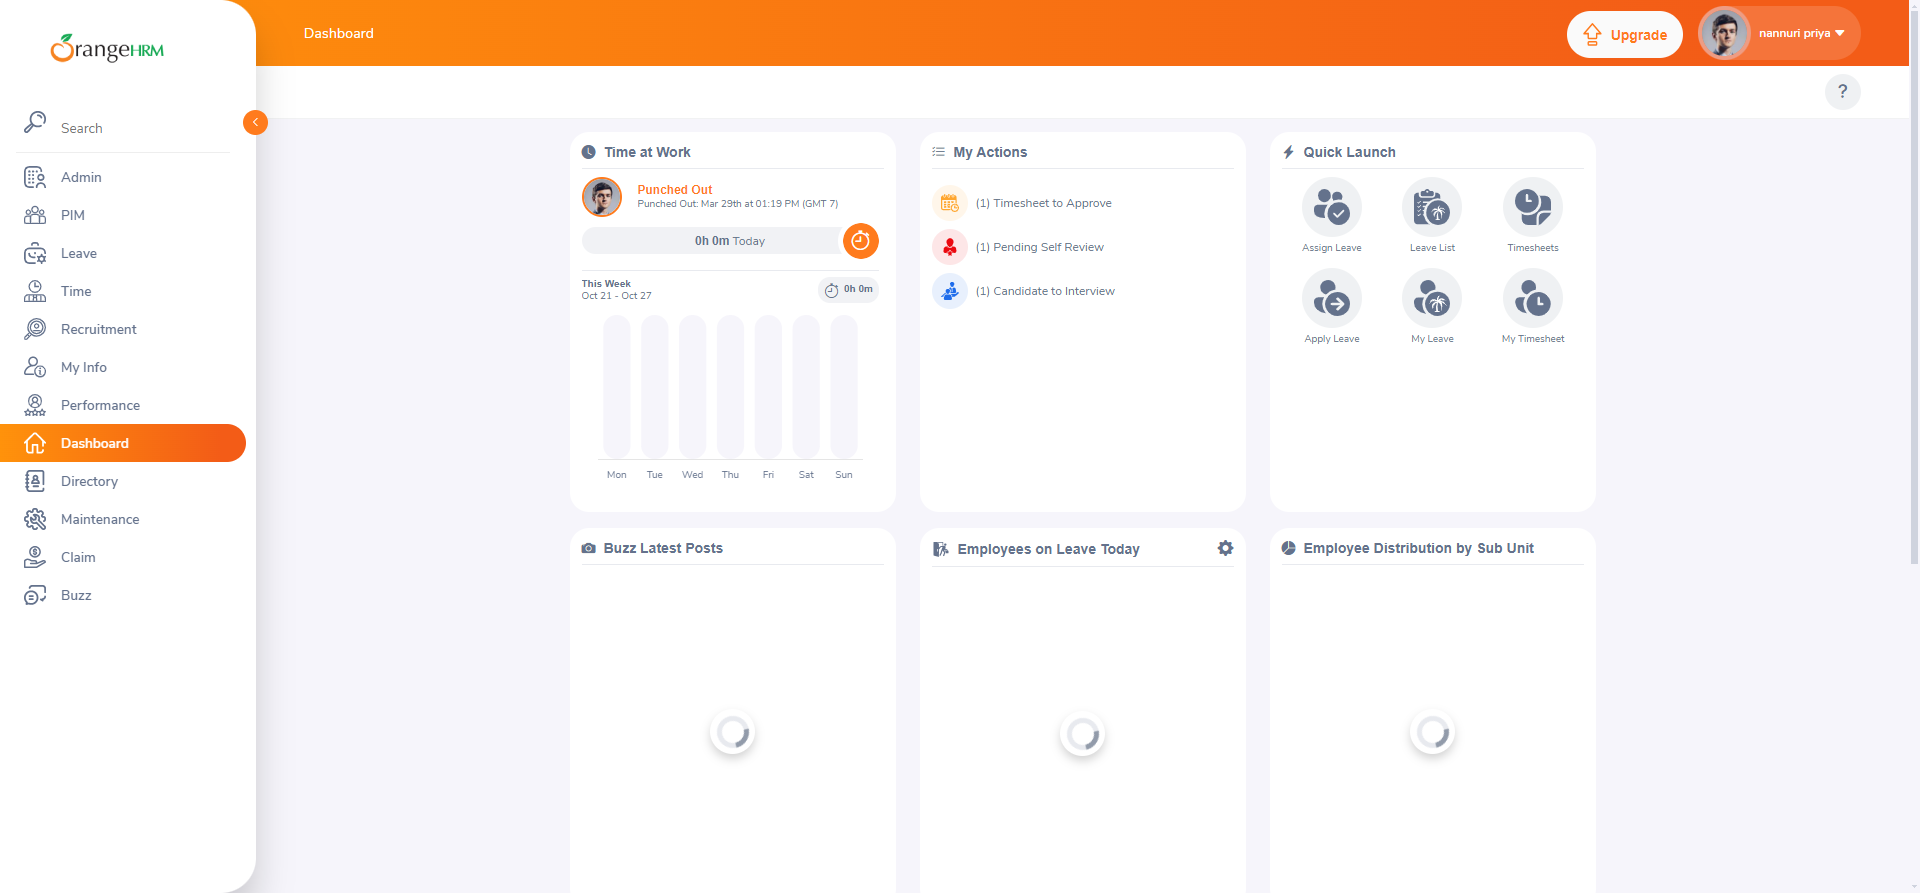 OrangeHRM
Dashboard
Upgrade
nannuri priya
?
Search
Admin
PIM
Leave
Time
Recruitment
My Info
Performance
Dashboard
Directory
Maintenance
Claim
Buzz
Time at Work
Punched Out
Punched Out: Mar 29th at 01:19 PM (GMT 7)
0h 0m Today
This Week
Oct 21 - Oct 27
0h 0m
Mon Tue Wed Thu Fri Sat Sun
My Actions
(1) Timesheet to Approve
(1) Pending Self Review
(1) Candidate to Interview
Quick Launch
Assign Leave Leave List Timesheets
Apply Leave My Leave My Timesheet
Buzz Latest Posts
Employees on Leave Today
Employee Distribution by Sub Unit